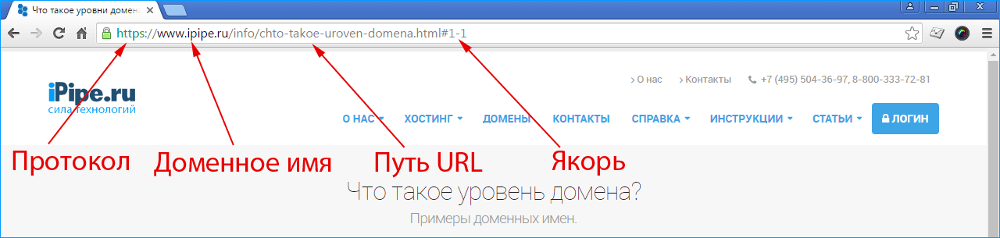 Что такое уровни домена
https://www.ipipe.ru/info/chto-takoe-uroven-domena.html#1-1
iPipe.ru
сила технологий
О нас Контакты +7 (495) 504-36-97, 8-800-333-72-81
О НАС ХОСТИНГ ДОМЕНЫ КОНТАКТЫ СПРАВКА ИНСТРУКЦИИ СТАТЬИ ЛОГИН
Протокол Доменное имя Путь URL Якорь
Что такое уровень домена?
Примеры доменных имен.